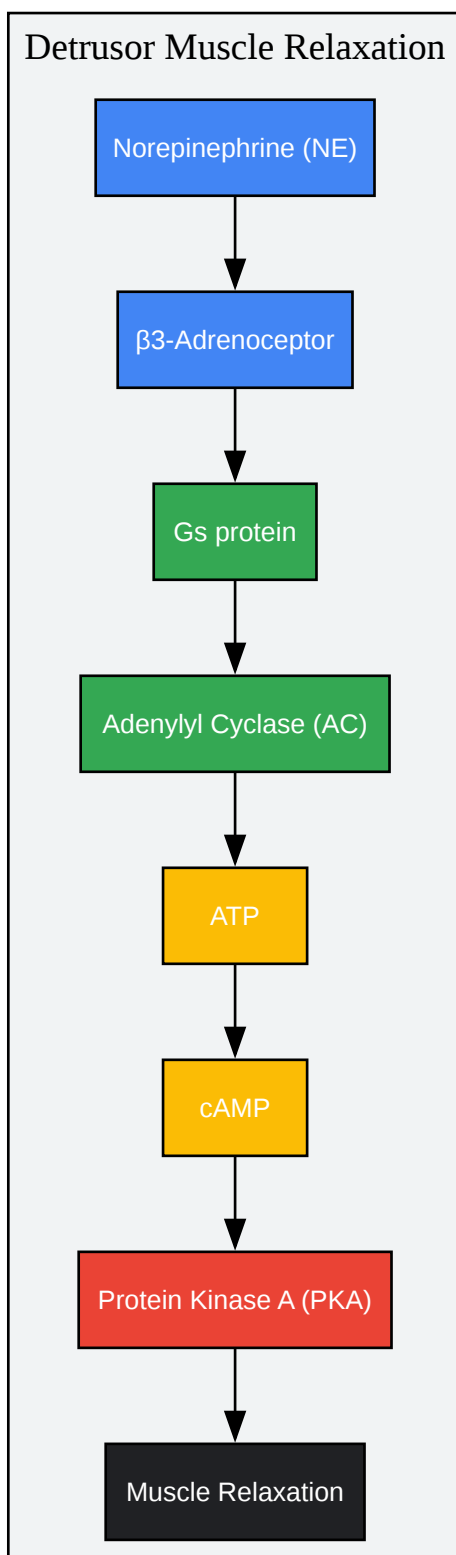 Detrusor Muscle Relaxation
Norepinephrine (NE)
β3-Adrenoceptor
Gs protein
Adenylyl Cyclase (AC)
ATP
cAMP
Protein Kinase A (PKA)
Muscle Relaxation